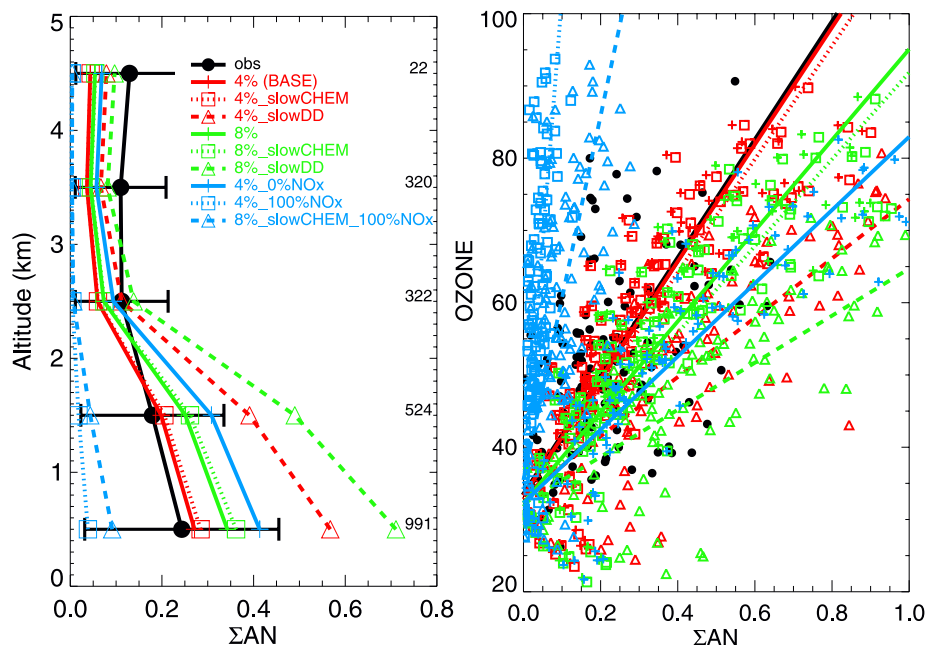 5
4
3
2
1
0
Altitude (km)
0.0 0.2 0.4 0.6 0.8
ΣAN
obs
4% (BASE)
4%_slowCHEM
4%_slowDD
8%
8%_slowCHEM
8%_slowDD
4%_0%NOx
4%_100%NOx
8%_slowCHEM_100%NOx
22
320
322
524
991
100
80
60
40
20
OZONE
0.0 0.2 0.4 0.6 0.8 1.0
ΣAN